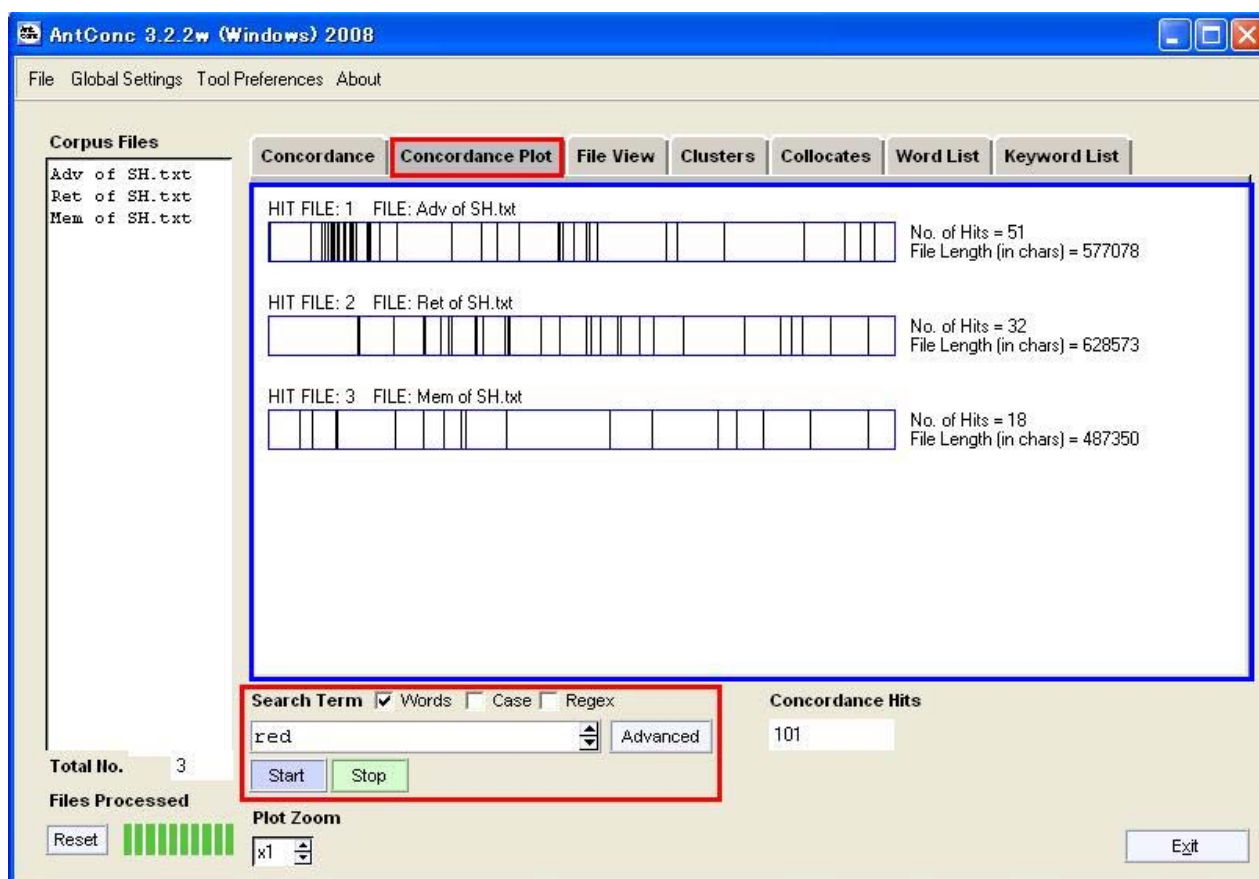 AntConc 3.2.2w (Windows) 2008
File Global Settings Tool Preferences About
Corpus Files
Adv of SH.txt
Ret of SH.txt
Mem of SH.txt
Concordance Concordance Plot File View Clusters Collocates Word List Keyword List
HIT FILE: 1 FILE: Adv of SH.txt
No. of Hits = 51
File Length (in chars) = 577078
HIT FILE: 2 FILE: Ret of SH.txt
No. of Hits = 32
File Length (in chars) = 628573
HIT FILE: 3 FILE: Mem of SH.txt
No. of Hits = 18
File Length (in chars) = 487350
Search Term Words Case Regex
red
Advanced
Start Stop
Concordance Hits
101
Total No. 3
Files Processed
Reset
Plot Zoom
x1
Exit